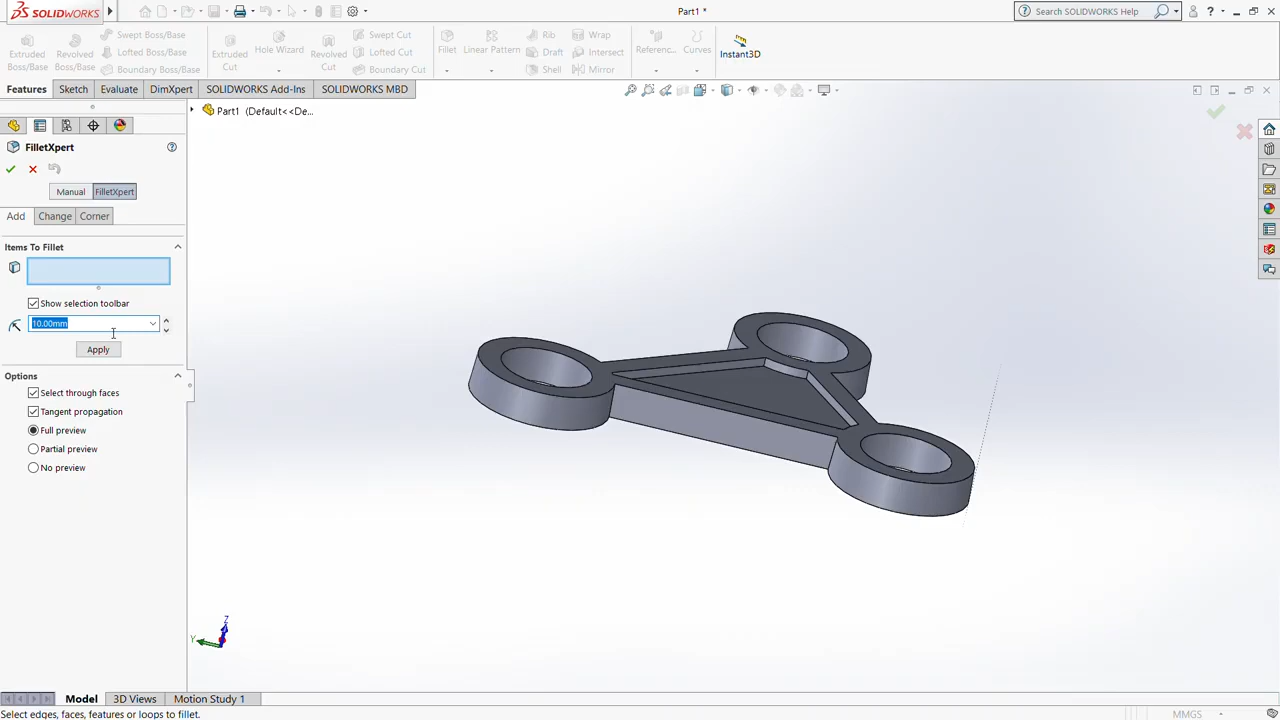 SOLIDWORKS
Part1 *
Search SOLIDWORKS Help
Extruded Boss/Base
Revolved Boss/Base
Swept Boss/Base
Lofted Boss/Base
Boundary Boss/Base
Extruded Cut
Hole Wizard
Revolved Cut
Swept Cut
Lofted Cut
Boundary Cut
Fillet
Linear Pattern
Rib
Draft
Shell
Wrap
Intersect
Mirror
Referenc...
Curves
Instant3D
Features
Sketch
Evaluate
DimXpert
SOLIDWORKS Add-Ins
SOLIDWORKS MBD
Part1 (Default<<De...
FilletXpert
Manual
FilletXpert
Add
Change
Corner
Items To Fillet
Show selection toolbar
10.00mm
Apply
Options
Select through faces
Tangent propagation
Full preview
Partial preview
No preview
Z
Y
Model
3D Views
Motion Study 1
Select edges, faces, features or loops to fillet.
MMGS